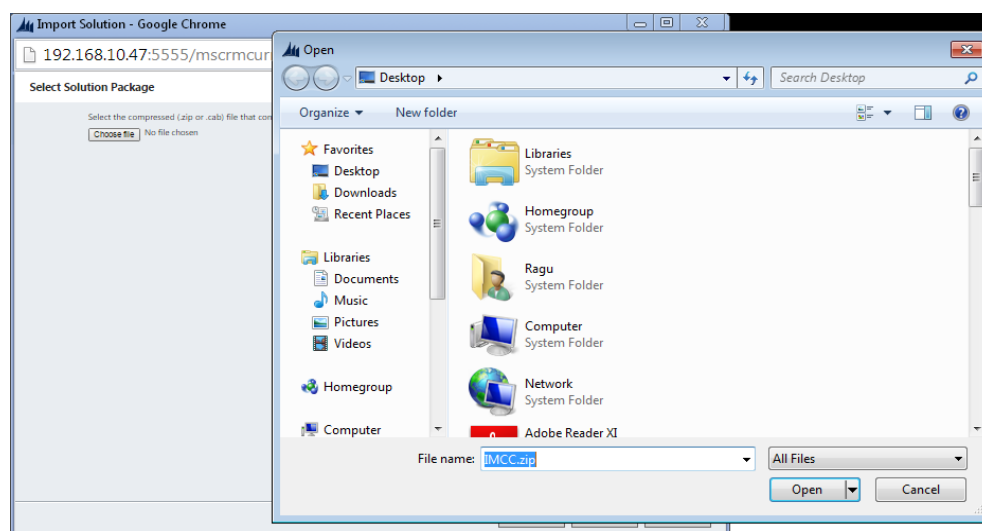 Import Solution - Google Chrome
192.168.10.47:5555/mscrmcur
Select Solution Package
Select the compressed (.zip or .cab) file that con
Choose file No file chosen
Open
Desktop
Search Desktop
Organize
New folder
Favorites
Desktop
Downloads
Recent Places
Libraries
Documents
Music
Pictures
Videos
Homegroup
Computer
Libraries
System Folder
Homegroup
System Folder
Ragu
System Folder
Computer
System Folder
Network
System Folder
Adobe Reader XI
File name: IMCC.zip
All Files
Open
Cancel